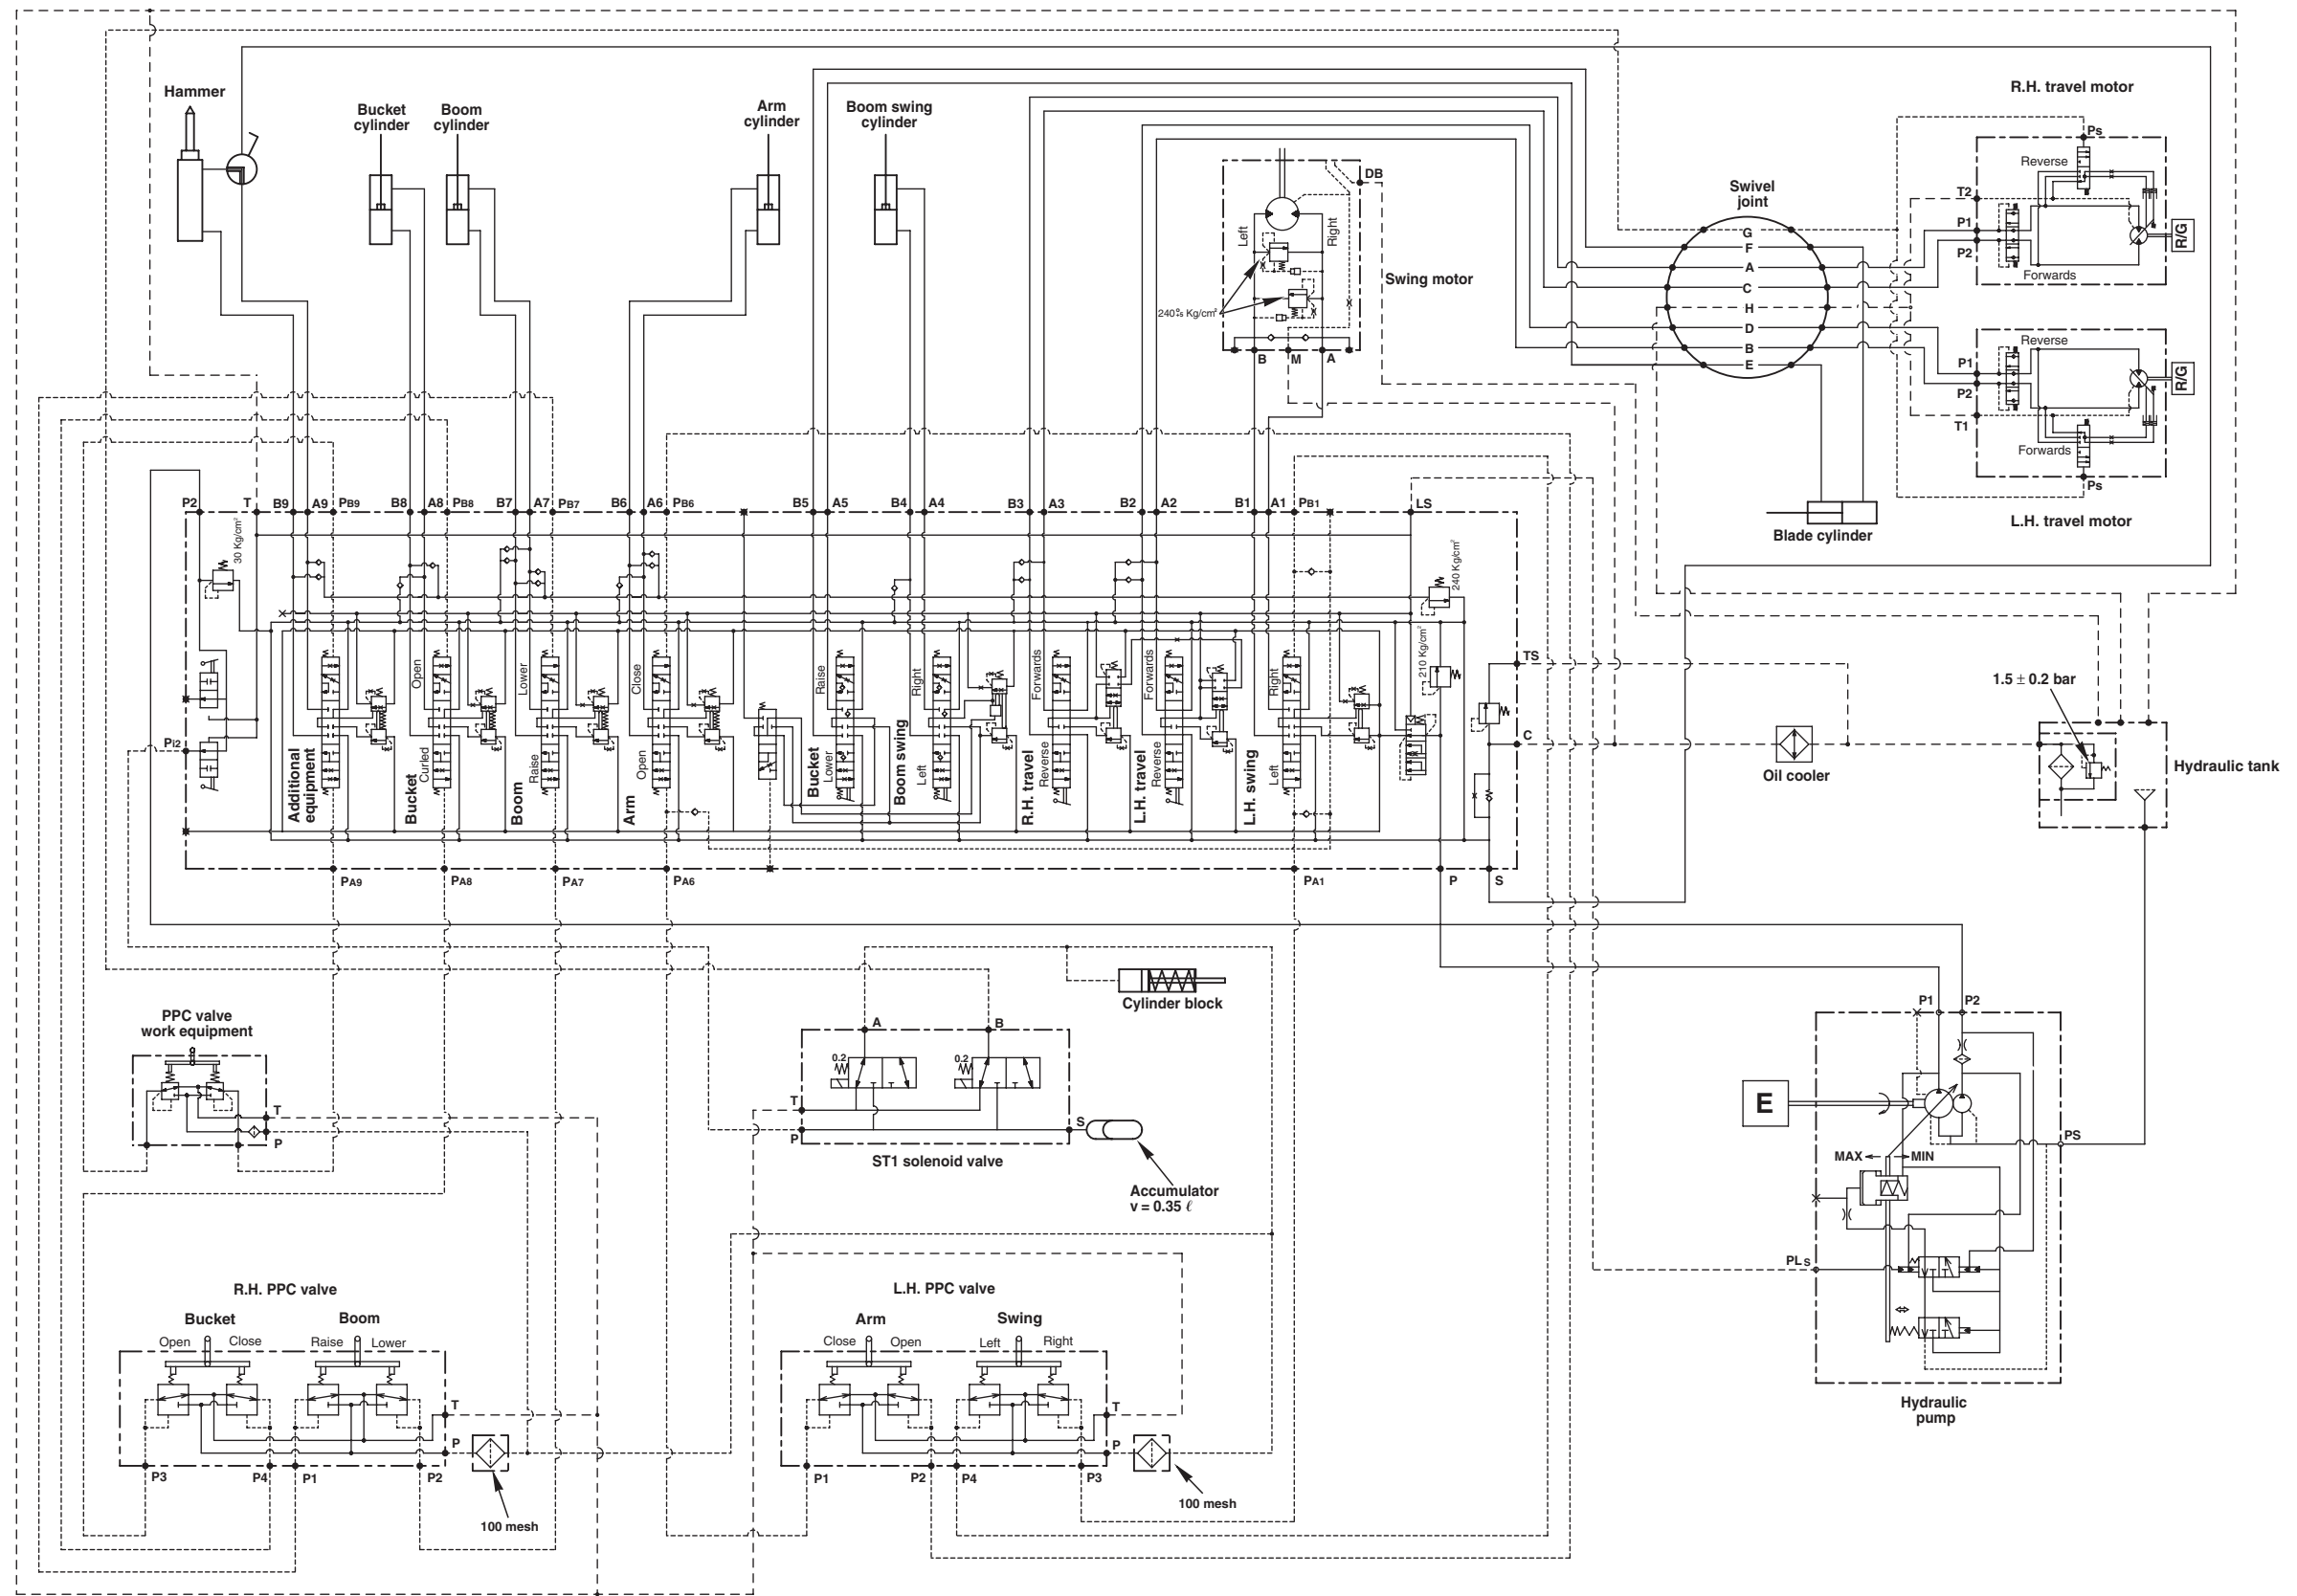 Hammer
Bucket
cylinder
Boom
cylinder
Arm
cylinder
Boom swing
cylinder
R.H. travel motor
Ps
Reverse
T2
P1
P2
Forwards
R/G
DB
Left
Right
Swing motor
B
M
A
Swivel
joint
G
F
A
C
H
D
B
E
Reverse
P1
P2
T1
Forwards
R/G
Ps
L.H. travel motor
Blade cylinder
P2
T
B9
A9
PB9
B8
A8
PB8
B7
A7
PB7
B6
A6
PB6
B5
A5
B4
A4
B3
A3
B2
A2
B1
A1
PB1
LS
30 Kg/cm²
240 Kg/cm²
210 Kg/cm²
Pi2
Additional
equipment
Open
Bucket
Curled
Lower
Boom
Raise
Close
Arm
Open
Raise
Bucket
Lower
Right
Boom swing
Left
Forwards
R.H. travel
Reverse
Forwards
L.H. travel
Reverse
Right
L.H. swing
Left
TS
C
1.5 ± 0.2 bar
Oil cooler
Hydraulic tank
PA9
PA8
PA7
PA6
PA1
P
S
PPC valve
work equipment
T
P
Cylinder block
A
B
0.2
0.2
T
P
S
ST1 solenoid valve
Accumulator
v = 0.35 ℓ
P1
P2
E
PS
MAX
MIN
PLS
Hydraulic
pump
R.H. PPC valve
Bucket
Boom
Open
Close
Raise
Lower
T
P
P3
P4
P1
P2
100 mesh
L.H. PPC valve
Arm
Swing
Close
Open
Left
Right
T
P
P1
P2
P4
P3
100 mesh